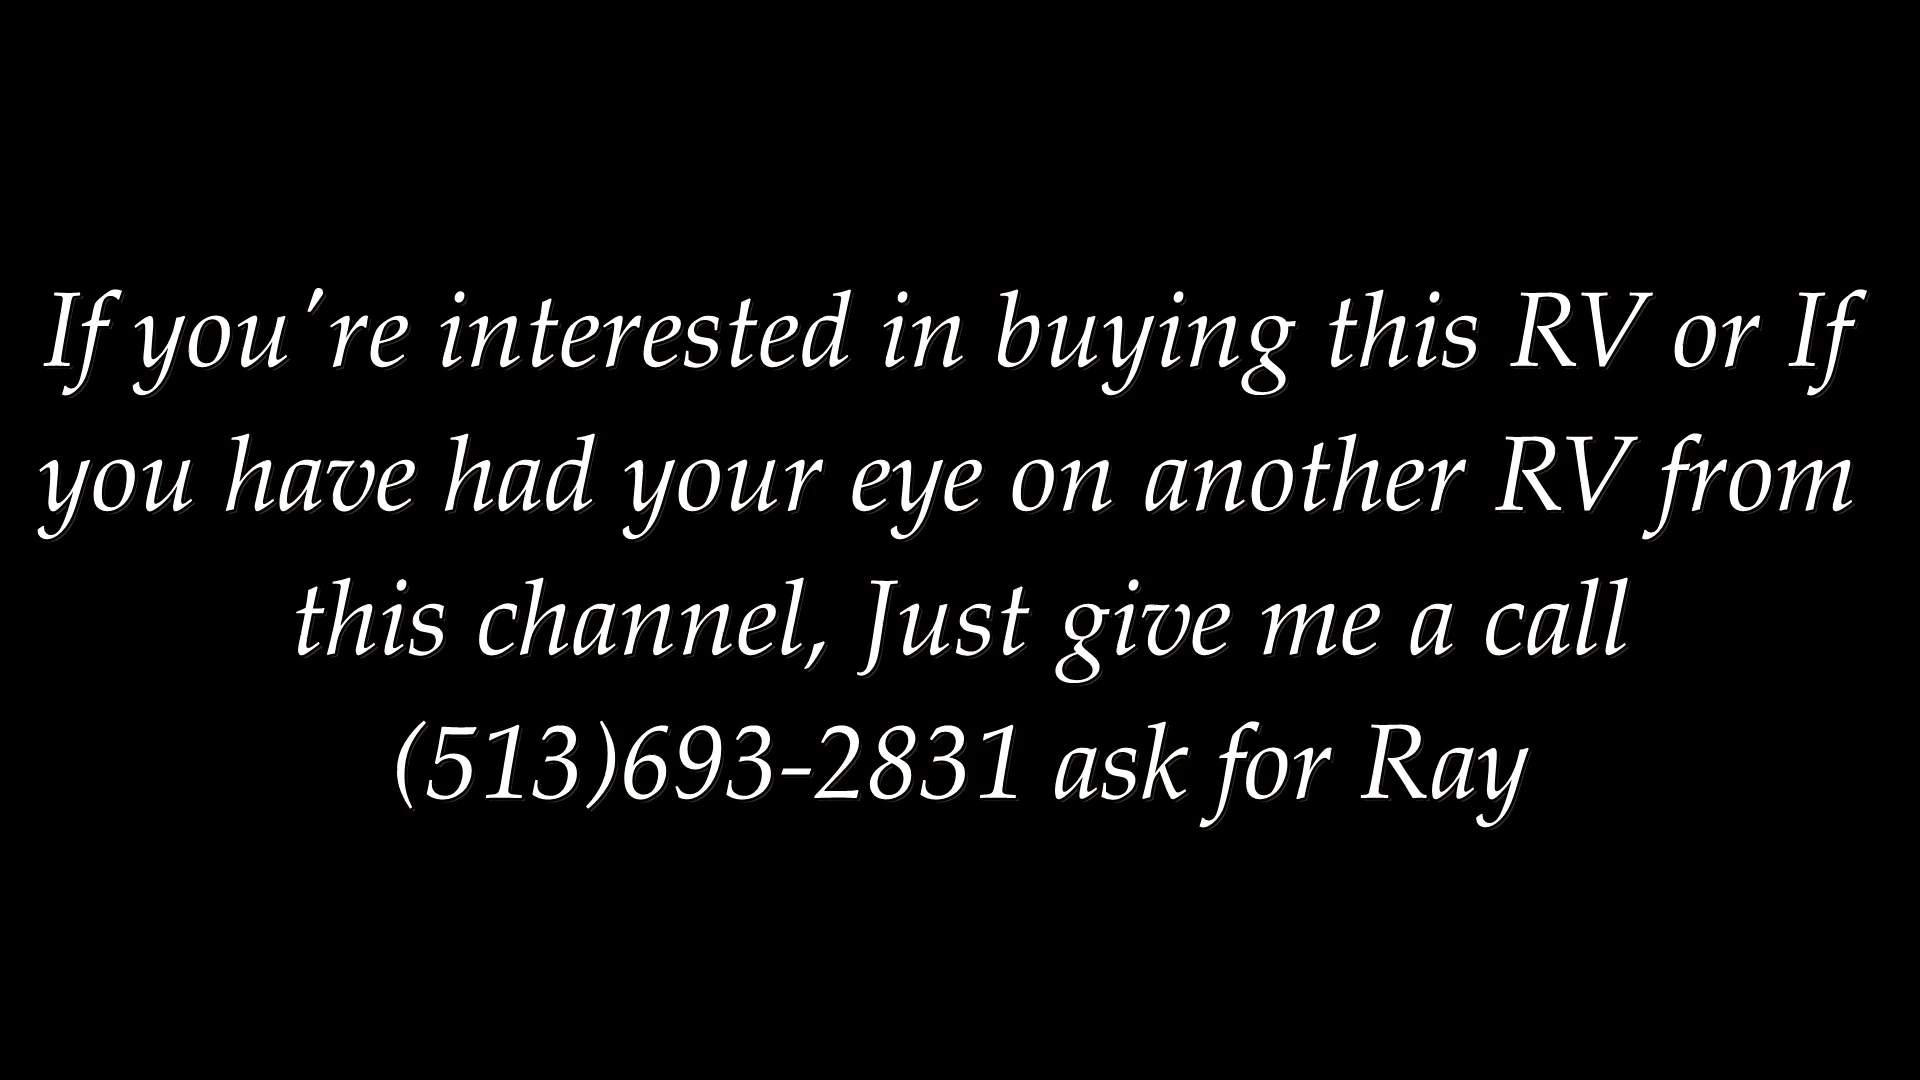 If you're interested in buying this RV or If
you have had your eye on another RV from
this channel, Just give me a call
(513)693-2831 ask for Ray